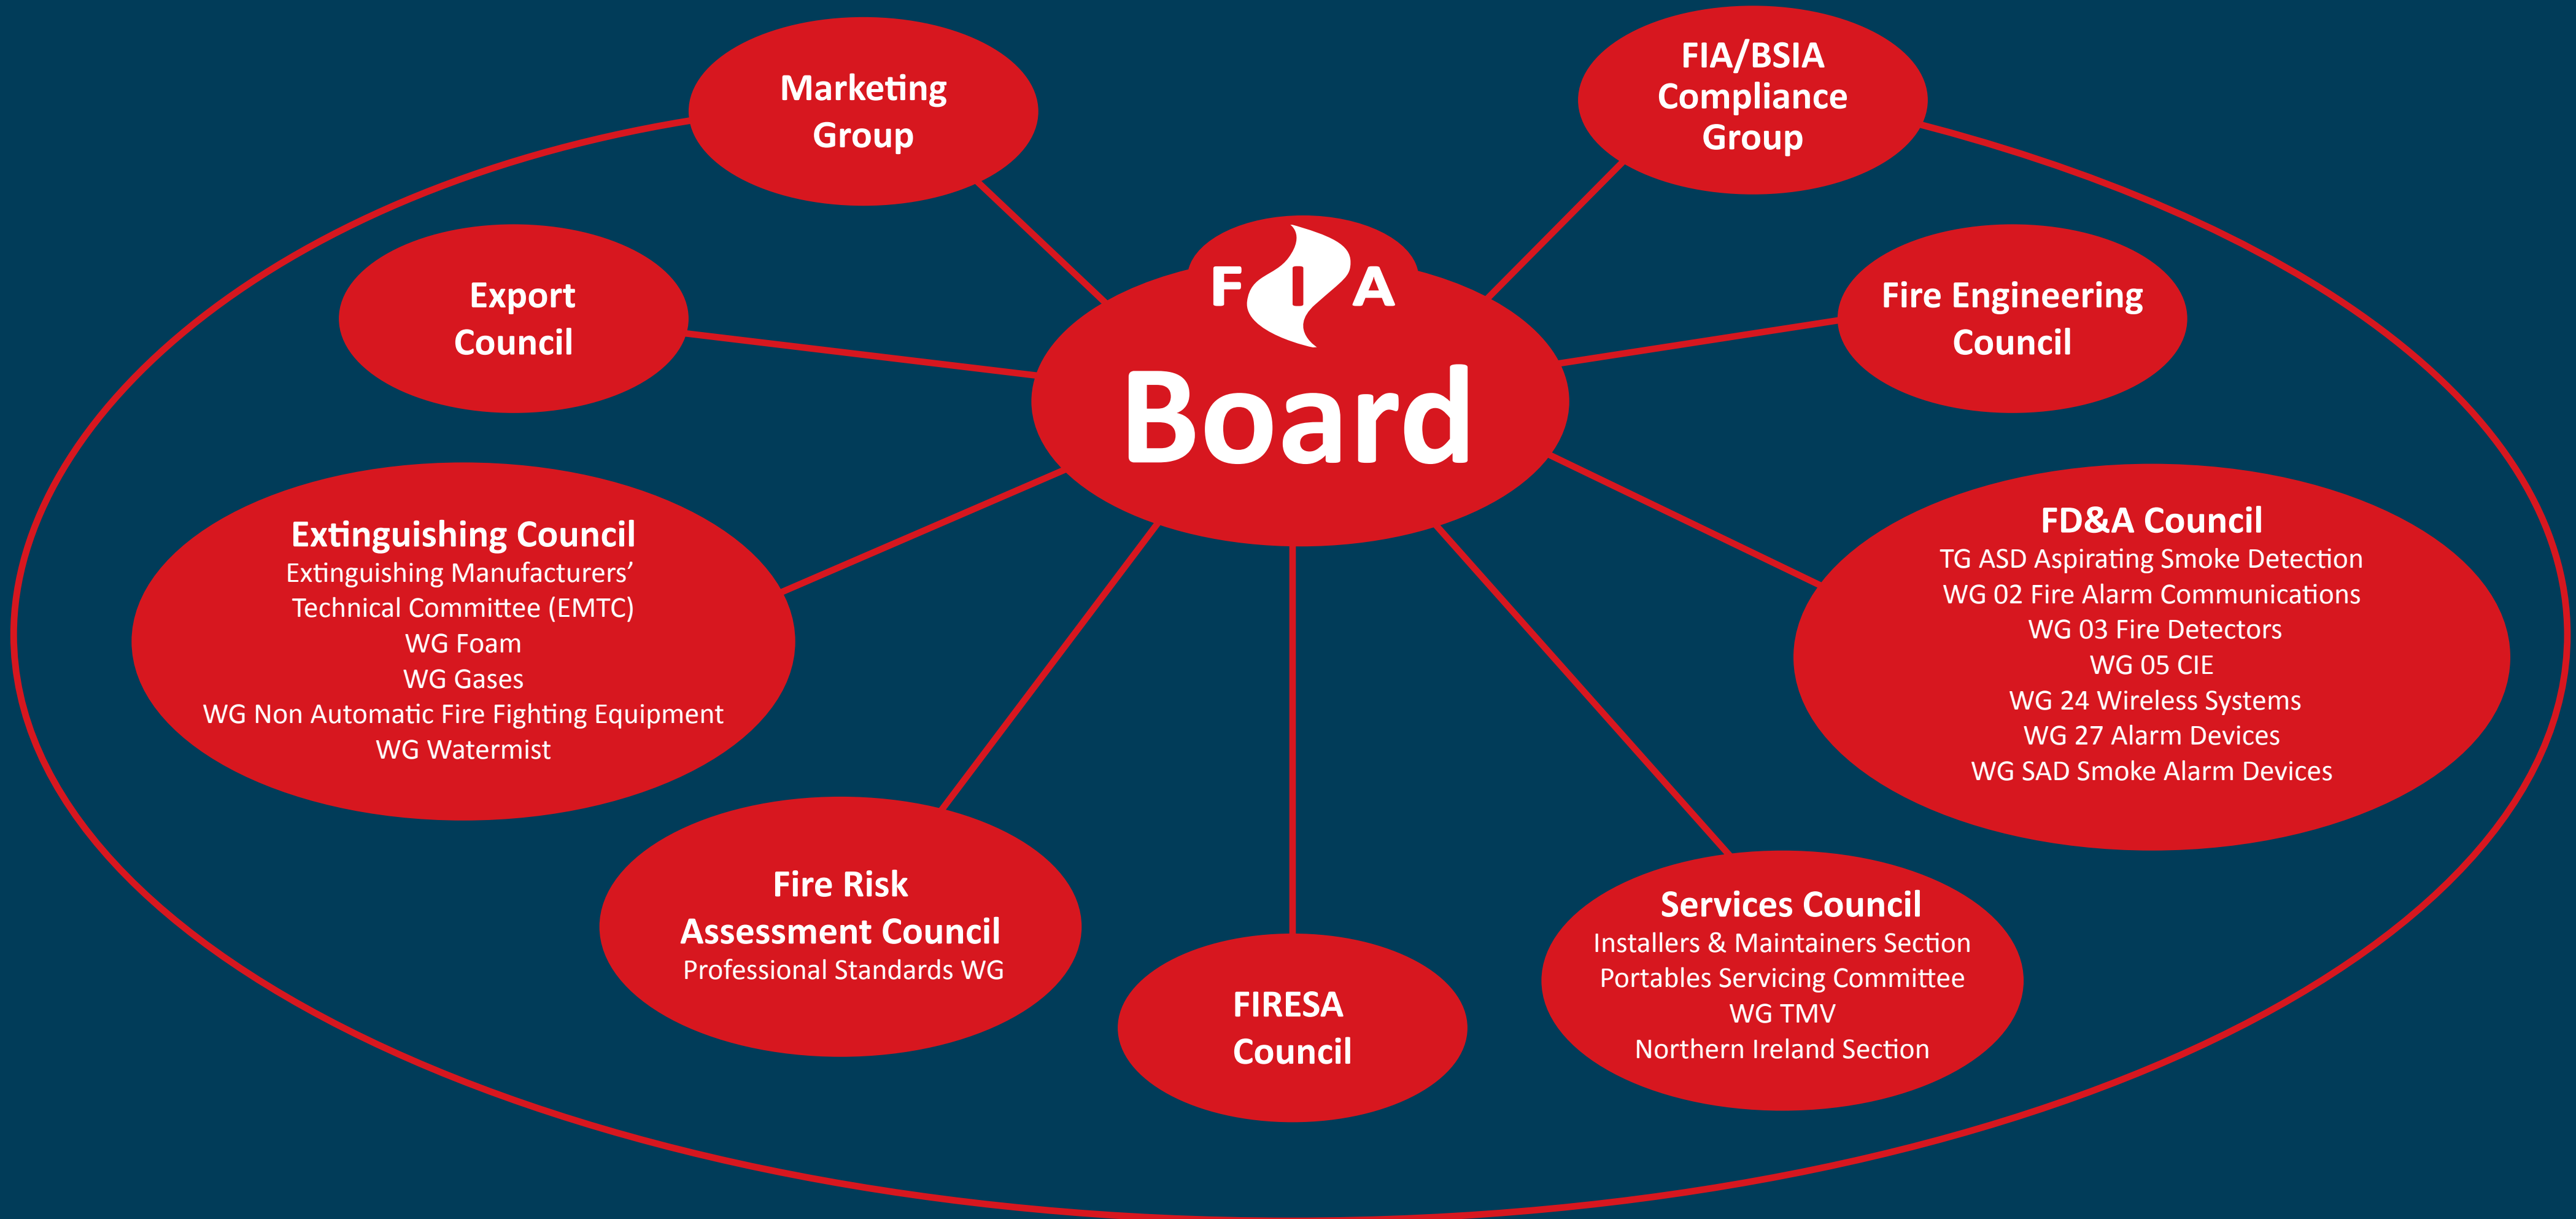 Marketing
Group
FIA/BSIA
Compliance
Group
Export
Council
FIA
Board
Fire Engineering
Council
Extinguishing Council
Extinguishing Manufacturers’
Technical Committee (EMTC)
WG Foam
WG Gases
WG Non Automatic Fire Fighting Equipment
WG Watermist
FD&A Council
TG ASD Aspirating Smoke Detection
WG 02 Fire Alarm Communications
WG 03 Fire Detectors
WG 05 CIE
WG 24 Wireless Systems
WG 27 Alarm Devices
WG SAD Smoke Alarm Devices
Fire Risk
Assessment Council
Professional Standards WG
FIRESA
Council
Services Council
Installers & Maintainers Section
Portables Servicing Committee
WG TMV
Northern Ireland Section